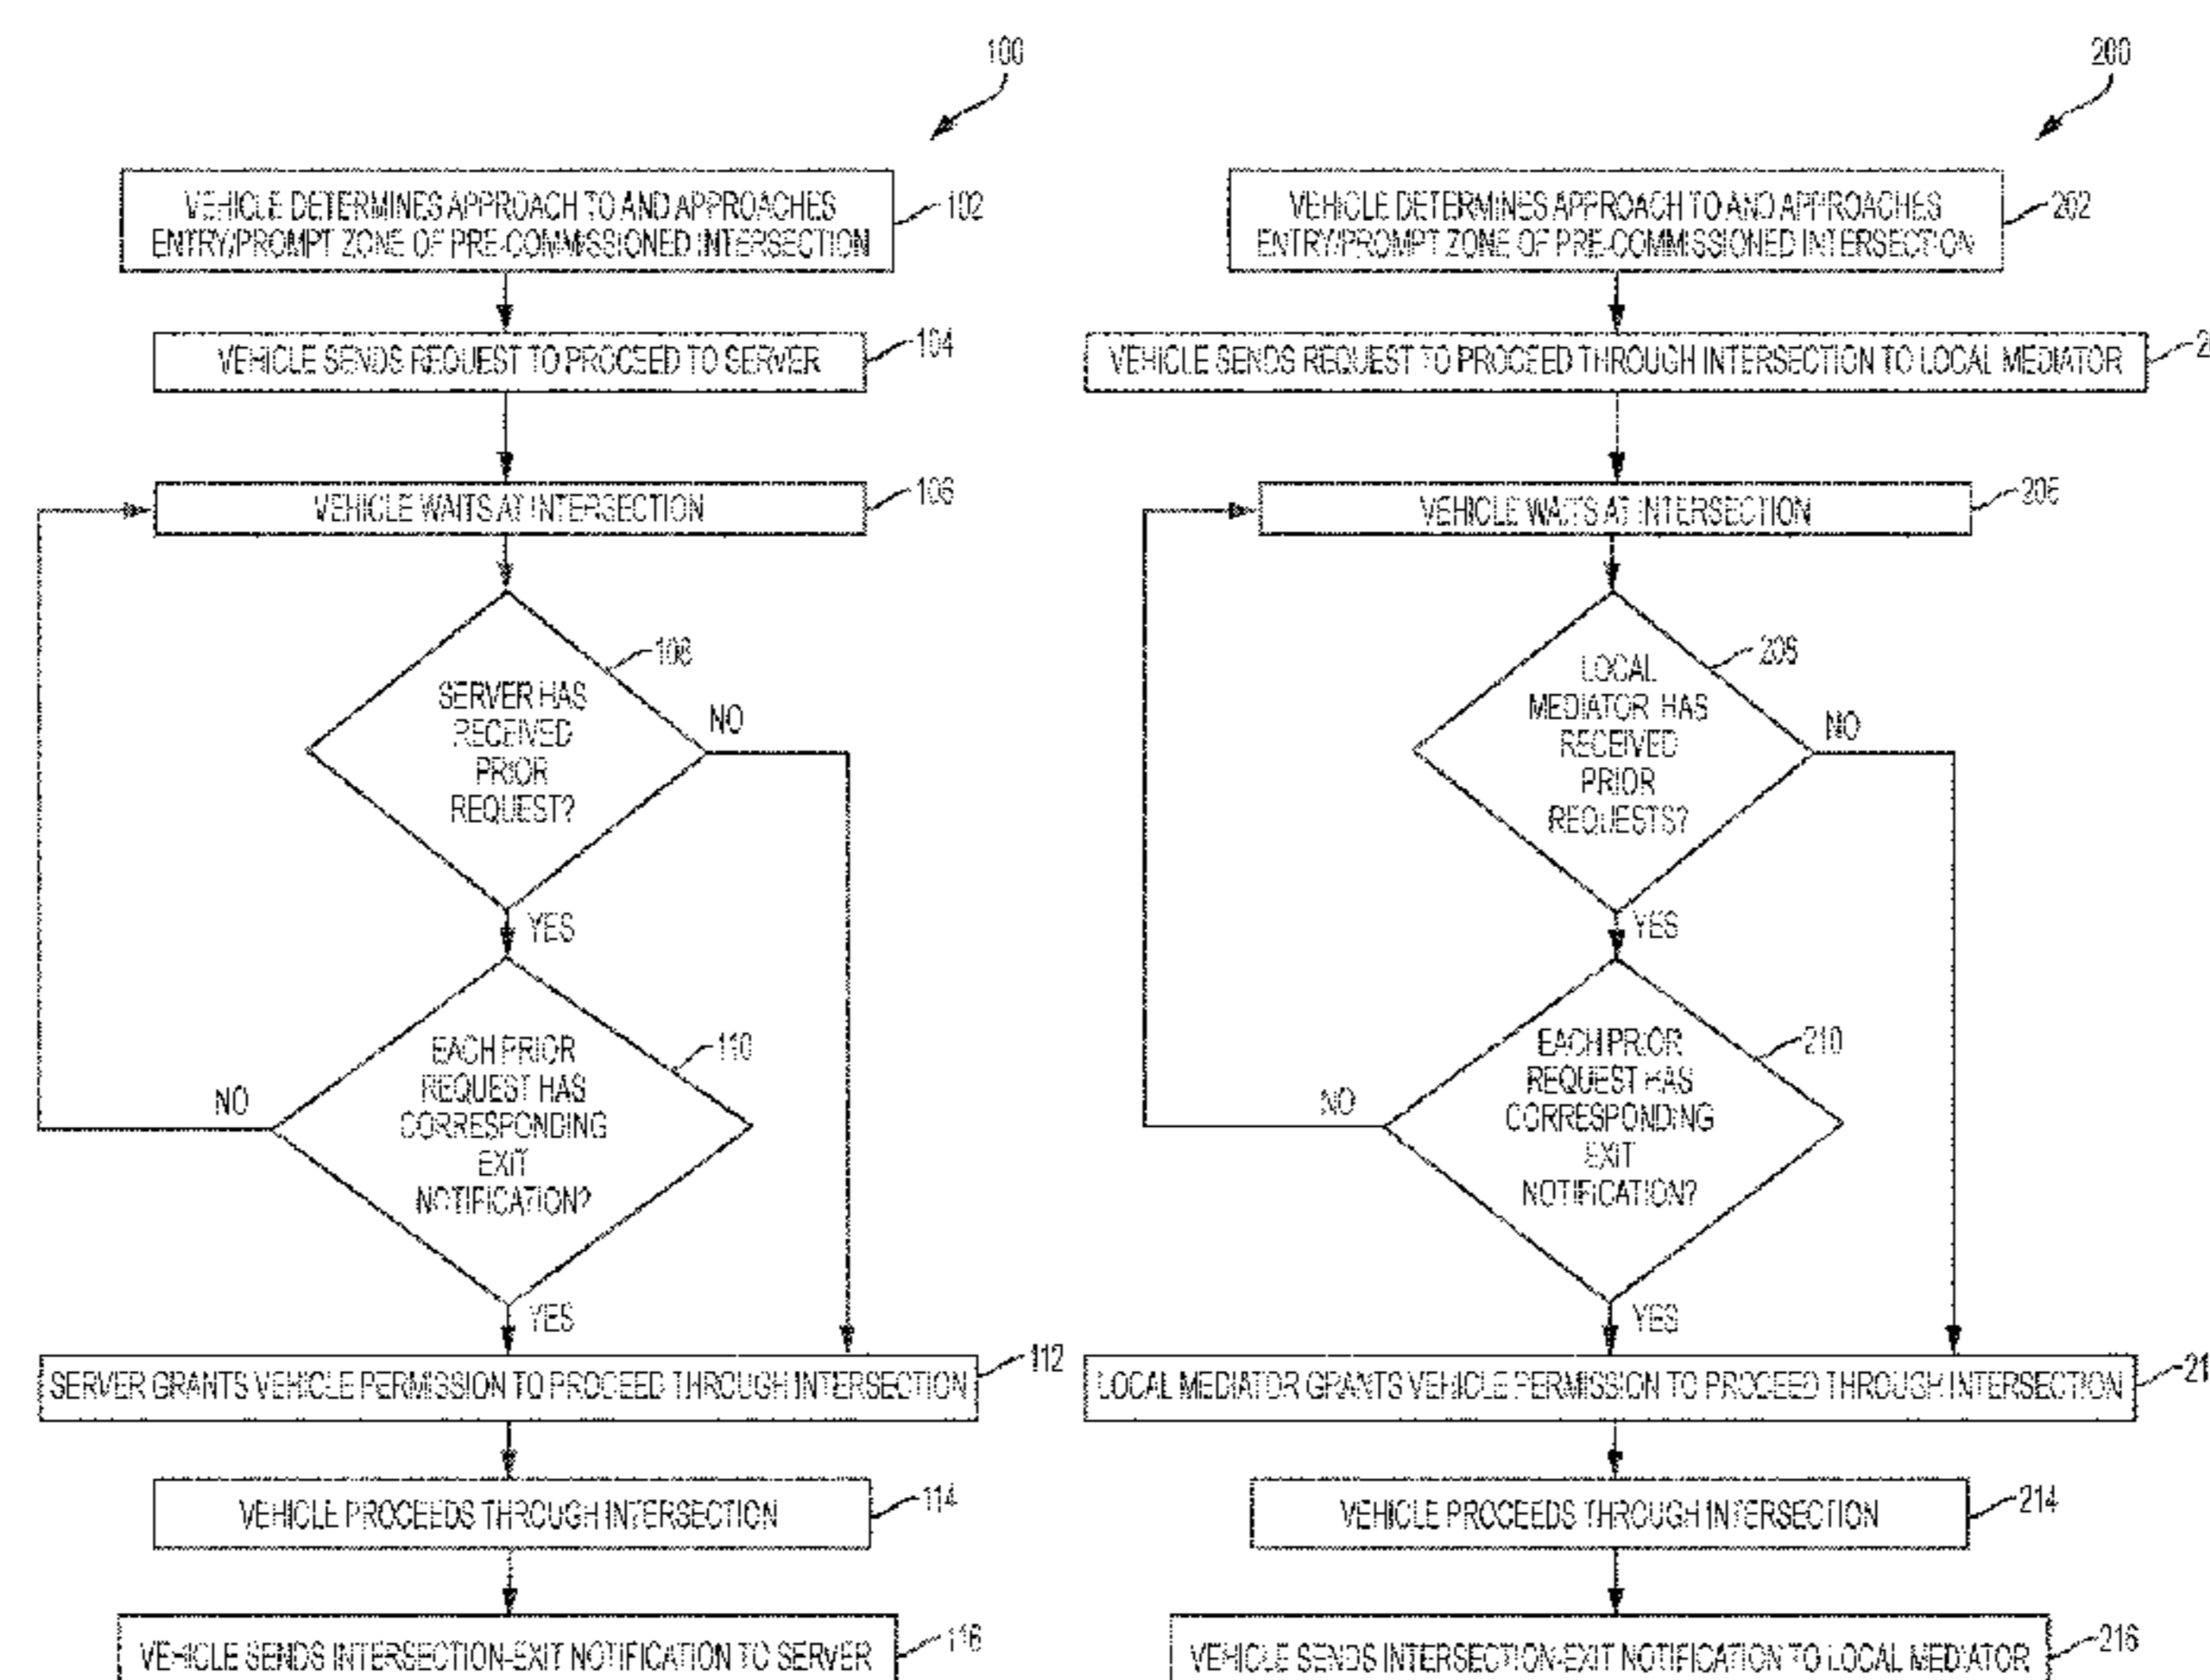 100
VEHICLE DETERMINES APPROACH TO AND APPROACHES
ENTRY/PROMPT ZONE OF PRE-COMMISSIONED INTERSECTION
102
VEHICLE SENDS REQUEST TO PROCEED TO SERVER
104
VEHICLE WAITS AT INTERSECTION
106
SERVER HAS
RECEIVED
PRIOR
REQUEST?
108
NO
YES
EACH PRIOR
REQUEST HAS
CORRESPONDING
EXIT
NOTIFICATION?
110
NO
YES
SERVER GRANTS VEHICLE PERMISSION TO PROCEED THROUGH INTERSECTION
112
VEHICLE PROCEEDS THROUGH INTERSECTION
114
VEHICLE SENDS INTERSECTION-EXIT NOTIFICATION TO SERVER
116
200
VEHICLE DETERMINES APPROACH TO AND APPROACHES
ENTRY/PROMPT ZONE OF PRE-COMMISSIONED INTERSECTION
202
VEHICLE SENDS REQUEST TO PROCEED THROUGH INTERSECTION TO LOCAL MEDIATOR
VEHICLE WAITS AT INTERSECTION
206
LOCAL
MEDIATOR HAS
RECEIVED
PRIOR
REQUESTS?
208
NO
YES
EACH PRIOR
REQUEST HAS
CORRESPONDING
EXIT
NOTIFICATION?
210
NO
YES
LOCAL MEDIATOR GRANTS VEHICLE PERMISSION TO PROCEED THROUGH INTERSECTION
21
VEHICLE PROCEEDS THROUGH INTERSECTION
214
VEHICLE SENDS INTERSECTION-EXIT NOTIFICATION TO LOCAL MEDIATOR
216